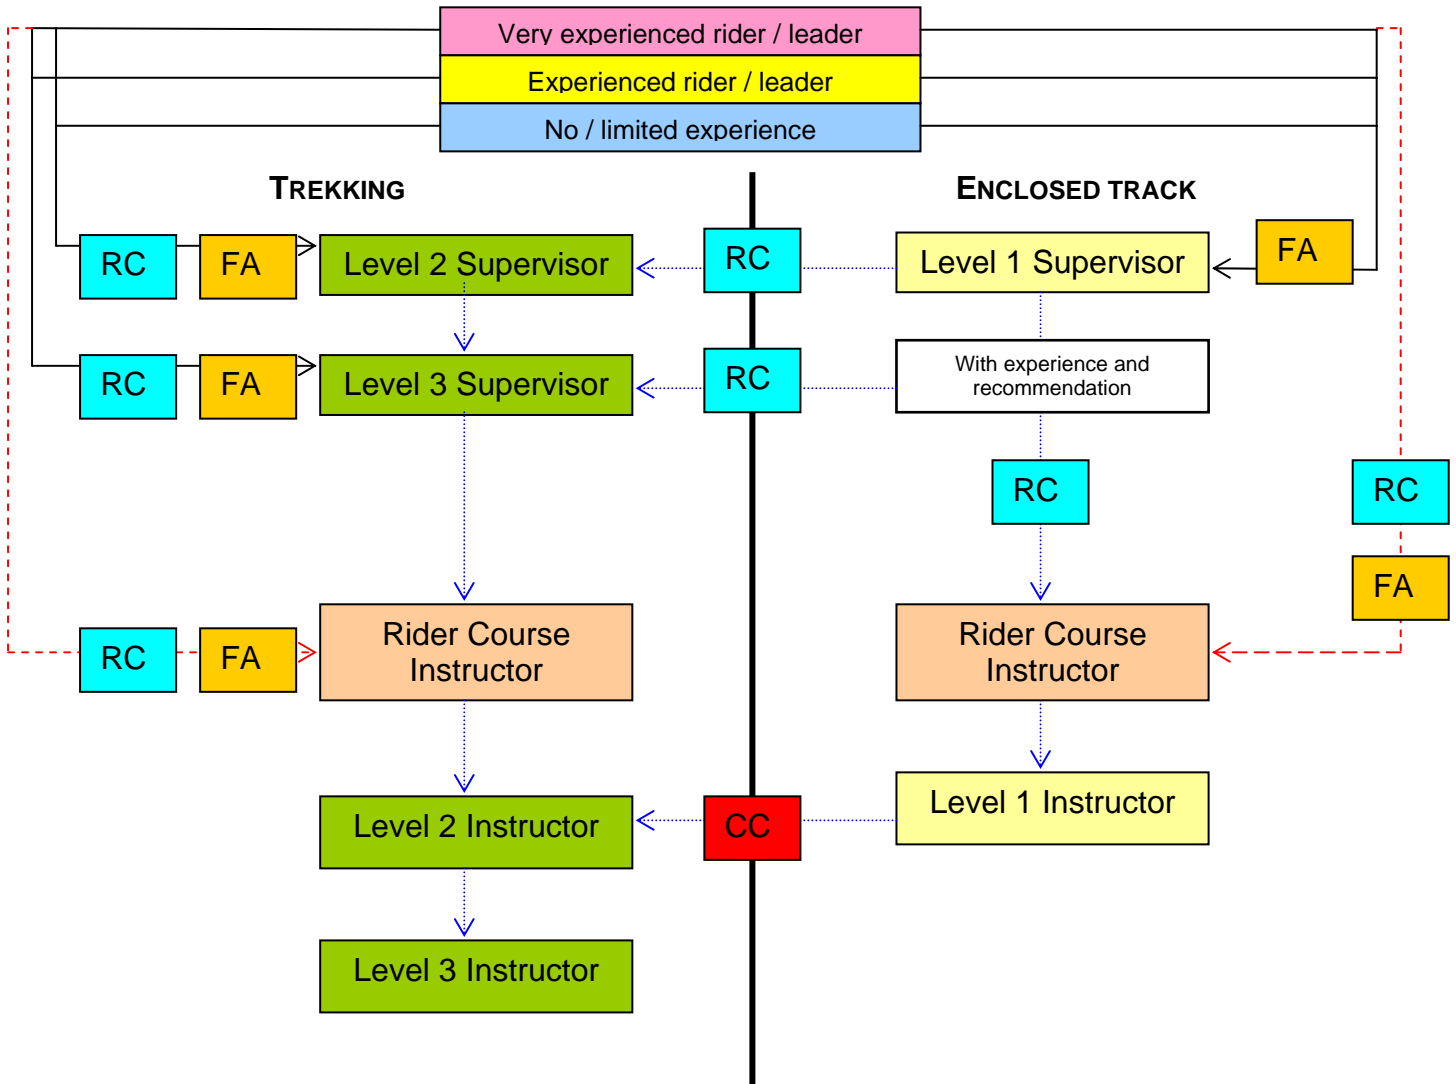 Very experienced rider / leader
Experienced rider / leader
No / limited experience
TREKKING
ENCLOSED TRACK
RC
FA
Level 2 Supervisor
RC
Level 1 Supervisor
FA
RC
FA
Level 3 Supervisor
RC
With experience and
recommendation
RC
RC
FA
RC
FA
Rider Course
Instructor
Rider Course
Instructor
Level 2 Instructor
CC
Level 1 Instructor
Level 3 Instructor